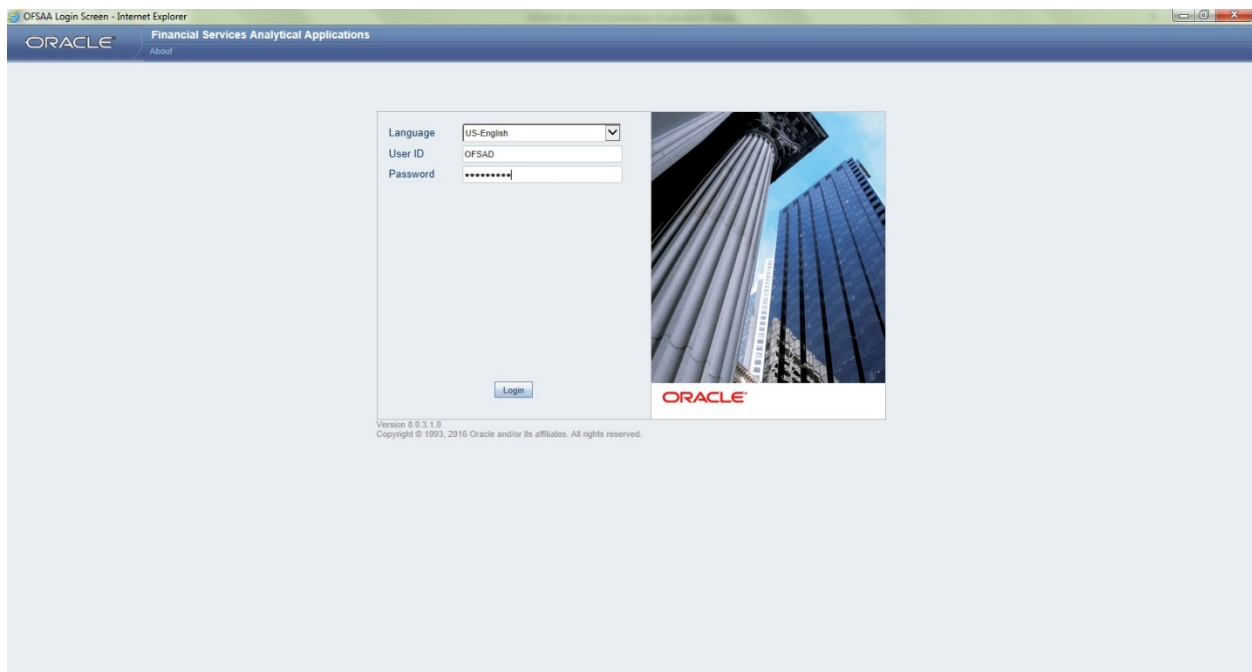 OFSAA Login Screen - Internet Explorer
ORACLE
Financial Services Analytical Applications
About
Language US-English
User ID OFSAD
Password •••••••••
Login
ORACLE
Version 8.0.3.1.0
Copyright © 1993, 2016 Oracle and/or its affiliates. All rights reserved.